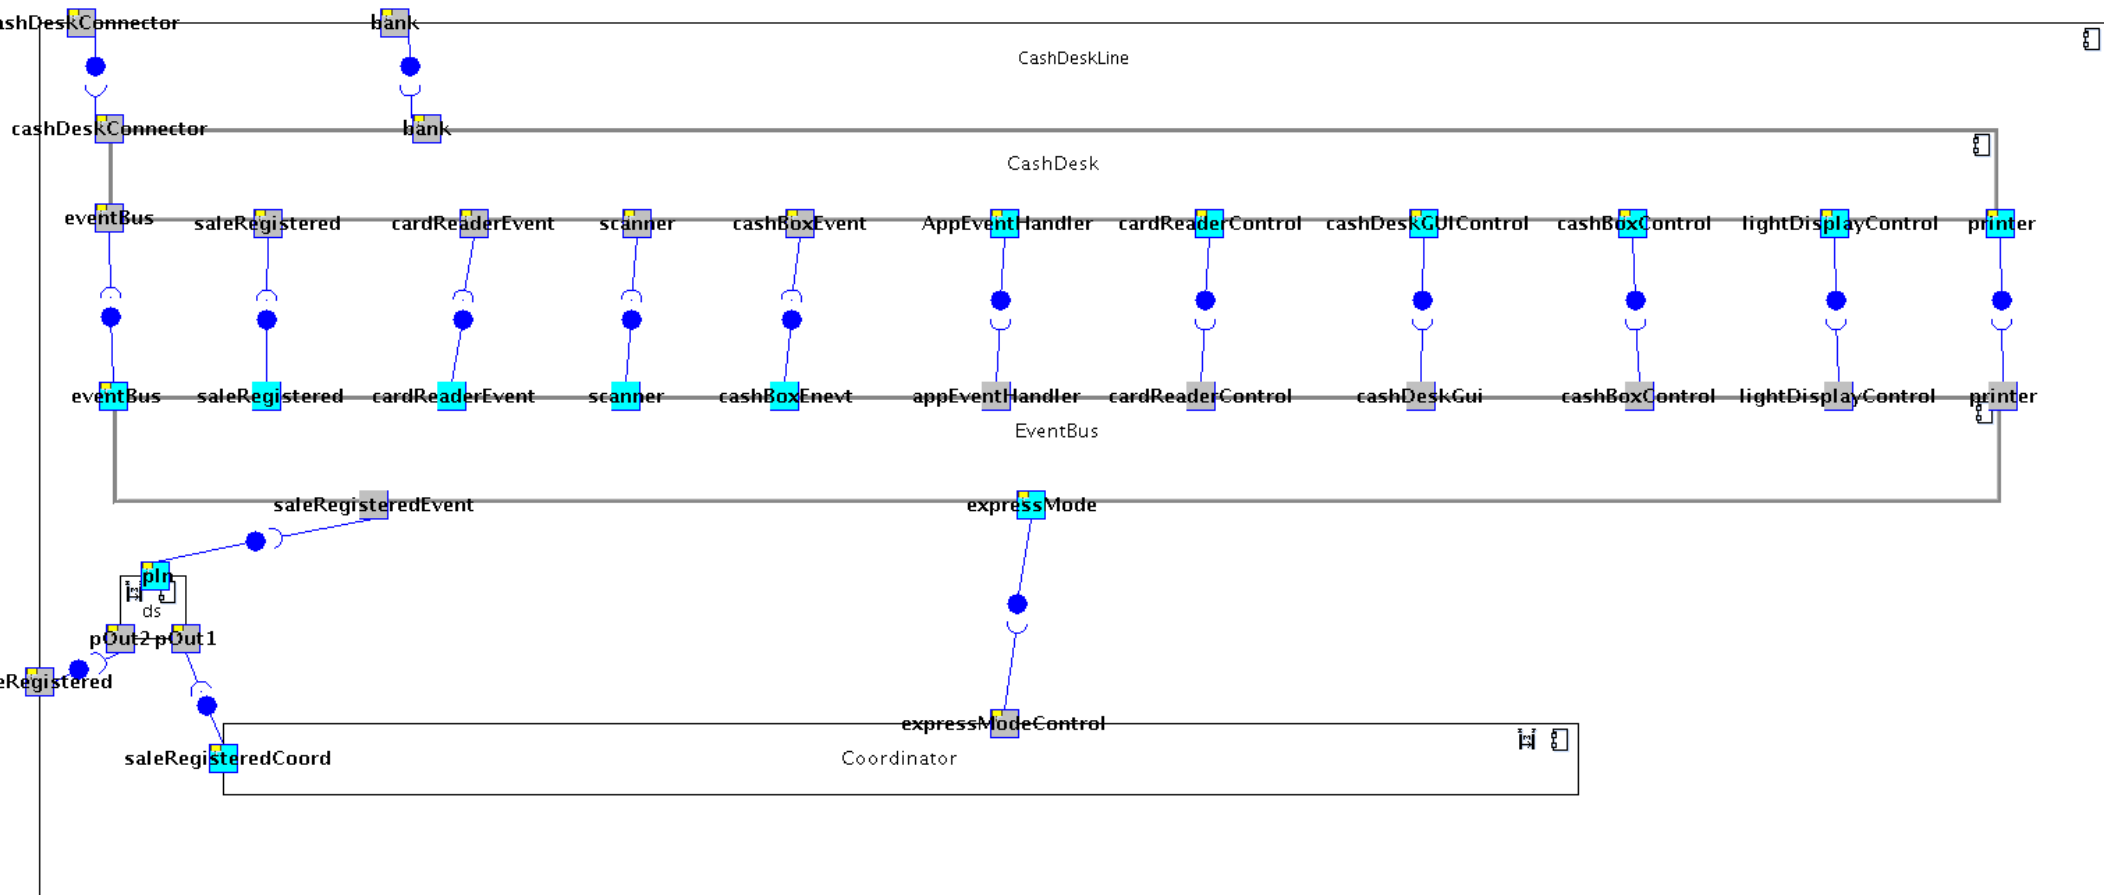 ashDeskConnector bank
CashDeskLine
cashDeskConnector bank
CashDesk
eventBus saleRegistered cardReaderEvent scanner cashBoxEvent AppEventHandler cardReaderControl cashDeskGUIControl cashBoxControl lightDisplayControl printer
eventBus saleRegistered cardReaderEvent scanner cashBoxEnevt appEventHandler cardReaderControl cashDeskGui cashBoxControl lightDisplayControl printer
EventBus
saleRegisteredEvent expressMode
pIn
ds
pOut2 pOut1
eRegistered
expressModeControl
saleRegisteredCoord Coordinator